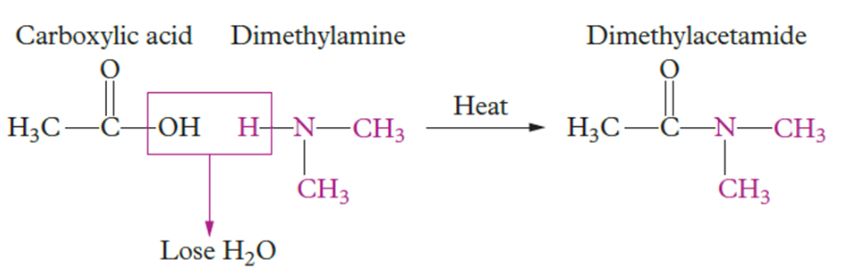 Carboxylic acid Dimethylamine Dimethylacetamide
O O
H₃C—C—OH H—N—CH₃ Heat H₃C—C—N—CH₃
CH₃ CH₃
Lose H₂O